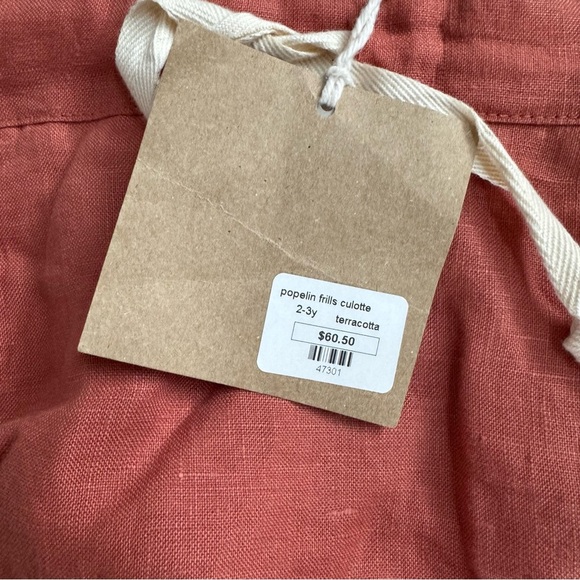 popelin frills culotte
2-3y terracotta
$60.50
47301